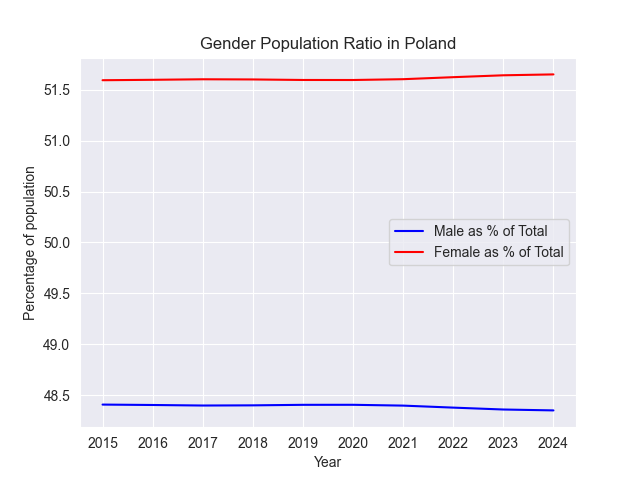 Gender Population Ratio in Poland
51.5
51.0
50.5
50.0
49.5
49.0
48.5
Percentage of population
Male as % of Total
Female as % of Total
2015 2016 2017 2018 2019 2020 2021 2022 2023 2024
Year